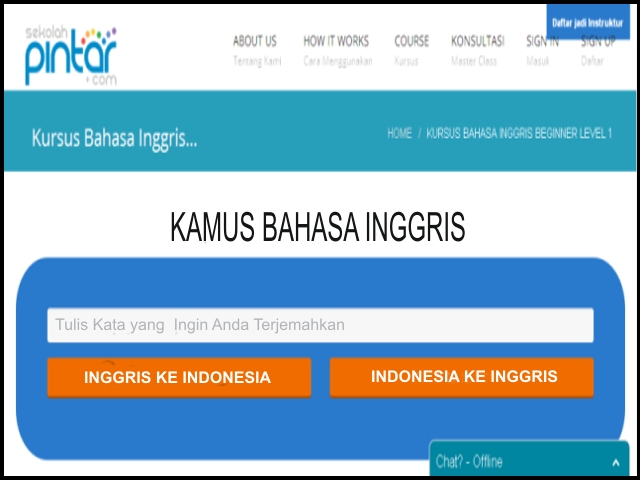 Daftar jadi Instruktur
sekolah
pintar
.com
ABOUT US HOW IT WORKS COURSE KONSULTASI SIGN IN SIGN UP
Tentang Kami Cara Menggunakan Kursus Master Class Masuk Daftar
Kursus Bahasa Inggris...
HOME / KURSUS BAHASA INGGRIS BEGINNER LEVEL 1
KAMUS BAHASA INGGRIS
Tulis Kata yang Ingin Anda Terjemahkan
INGGRIS KE INDONESIA
INDONESIA KE INGGRIS
Chat? - Offline